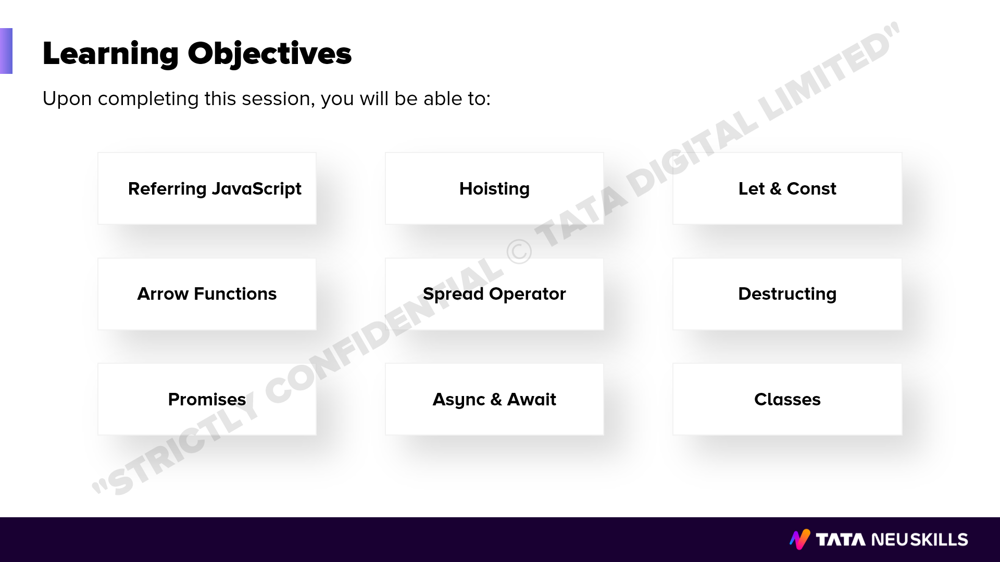 Learning Objectives
Upon completing this session, you will be able to:
Referring JavaScript
Hoisting
Let & Const
Arrow Functions
Spread Operator
Destructing
Promises
Async & Await
Classes
"STRICTLY CONFIDENTIAL © TATA DIGITAL LIMITED"
TATA NEUSKILLS